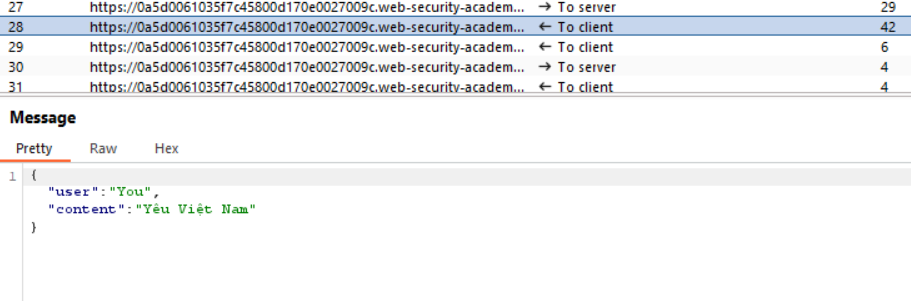 27 https://0a5d0061035f7c45800d170e0027009c.web-security-academ... → To server 29
28 https://0a5d0061035f7c45800d170e0027009c.web-security-academ... ← To client 42
29 https://0a5d0061035f7c45800d170e0027009c.web-security-academ... ← To client 6
30 https://0a5d0061035f7c45800d170e0027009c.web-security-academ... → To server 4
31 https://0a5d0061035f7c45800d170e0027009c.web-security-academ... ← To client 4
Message
Pretty Raw Hex
1 {
"user":"You",
"content":"Yêu Việt Nam"
}